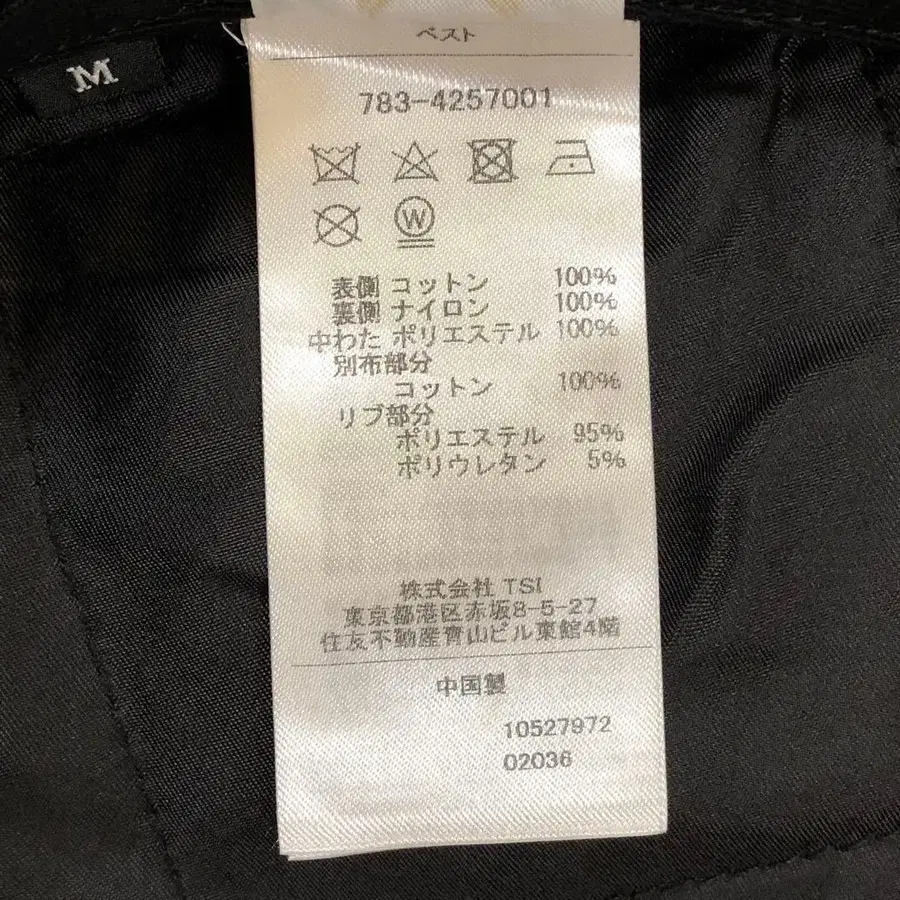 M
ベスト
783-4257001
W
表側 コットン 100%
裏側 ナイロン 100%
中わた ポリエステル 100%
別布部分
コットン 100%
リブ部分
ポリエステル 95%
ポリウレタン 5%
株式会社 TSI
東京都港区赤坂8-5-27
住友不動産青山ビル東館4階
中国製
10527972
02036